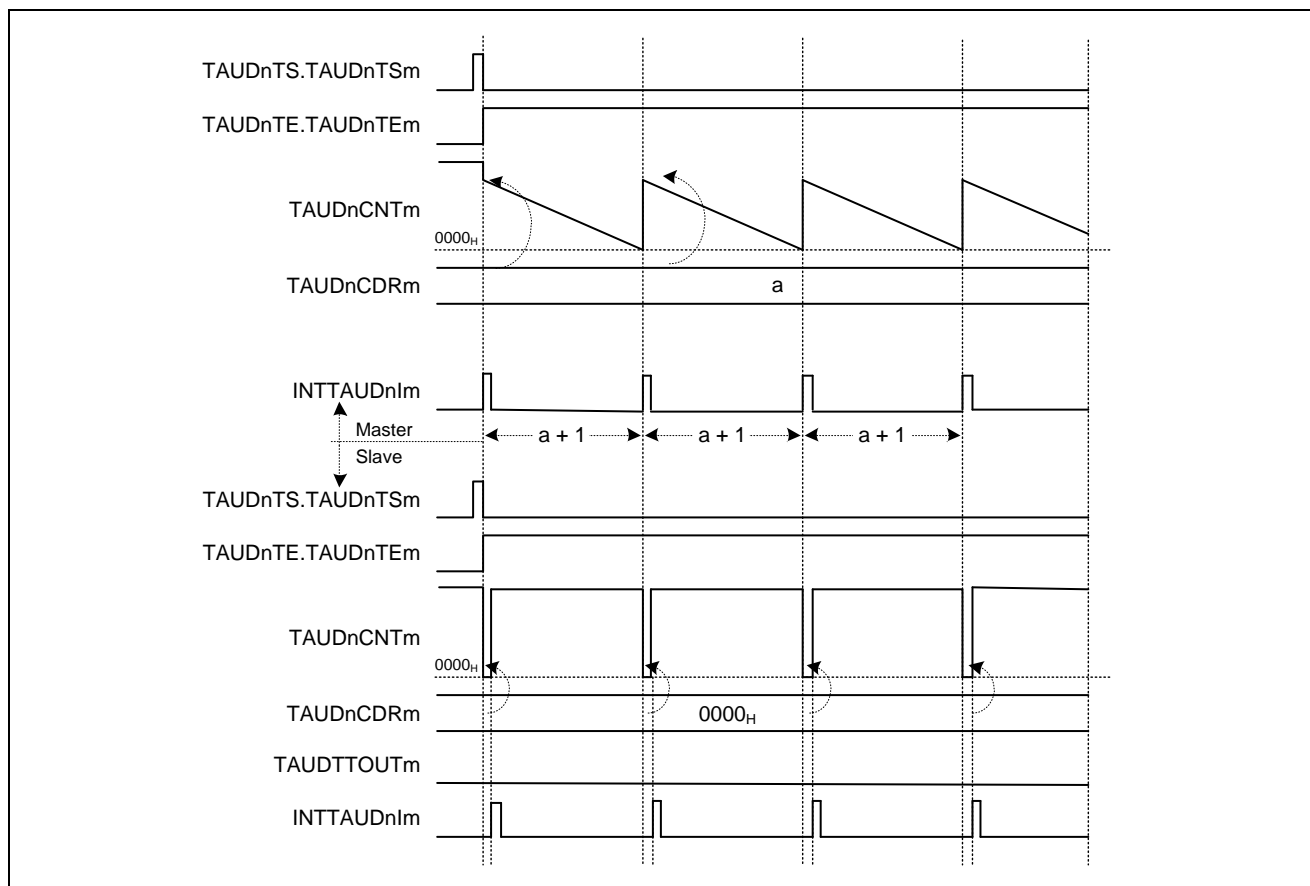 TAUDnTS.TAUDnTSm
TAUDnTE.TAUDnTEm
TAUDnCNTm
0000H
TAUDnCDRm
a
INTTAUDnIm
Master
a + 1 a + 1 a + 1
Slave
TAUDnTS.TAUDnTSm
TAUDnTE.TAUDnTEm
TAUDnCNTm
0000H
TAUDnCDRm
0000H
TAUDTTOUTm
INTTAUDnIm